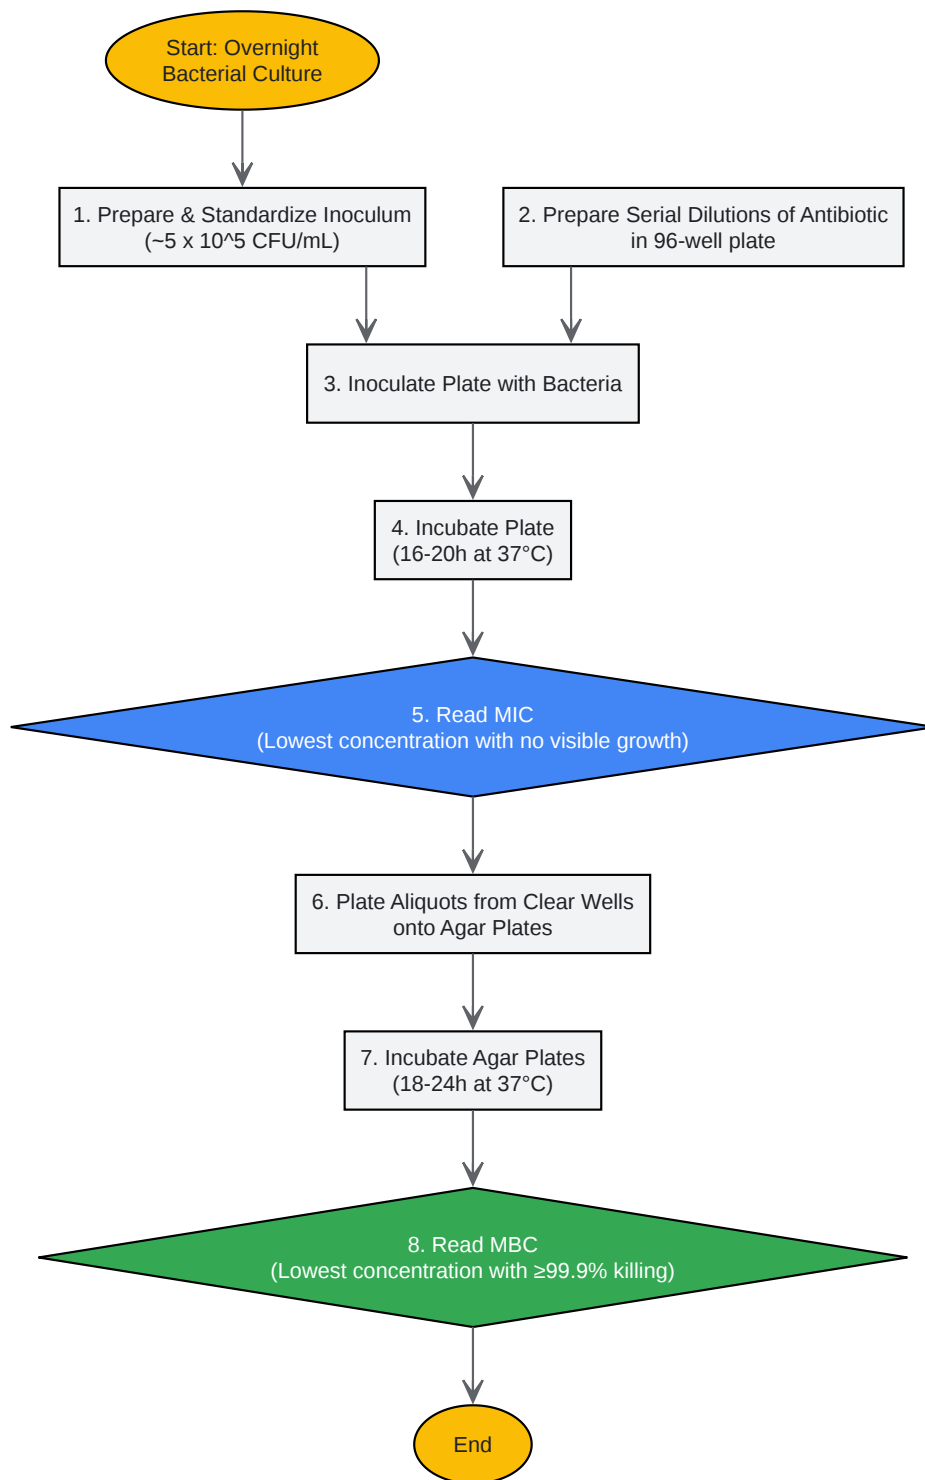 Start: Overnight
Bacterial Culture
1. Prepare & Standardize Inoculum
(~5 x 10^5 CFU/mL)
2. Prepare Serial Dilutions of Antibiotic
in 96-well plate
3. Inoculate Plate with Bacteria
4. Incubate Plate
(16-20h at 37°C)
5. Read MIC
(Lowest concentration with no visible growth)
6. Plate Aliquots from Clear Wells
onto Agar Plates
7. Incubate Agar Plates
(18-24h at 37°C)
8. Read MBC
(Lowest concentration with ≥99.9% killing)
End